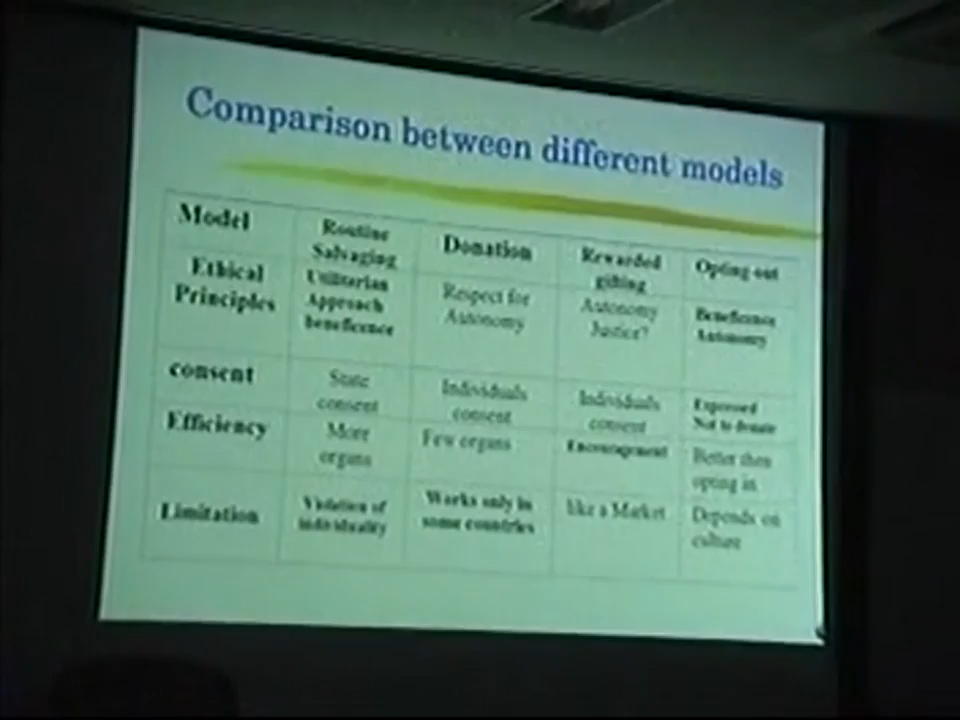 Comparison between different models
Model
Routine
Salvaging
Donation
Rewarded
gifting
Opting out
Ethical
Principles
Utilitarian
Approach
beneficence
Respect for
Autonomy
Autonomy
Justice?
Beneficence
Autonomy
consent
State
consent
Individuals
consent
Individuals
consent
Expressed
Not to donate
Efficiency
More
organs
Few organs
Encouragement
Better then
opting in
Limitation
Violation of
individuality
Works only in
some countries
like a Market
Depends on
culture